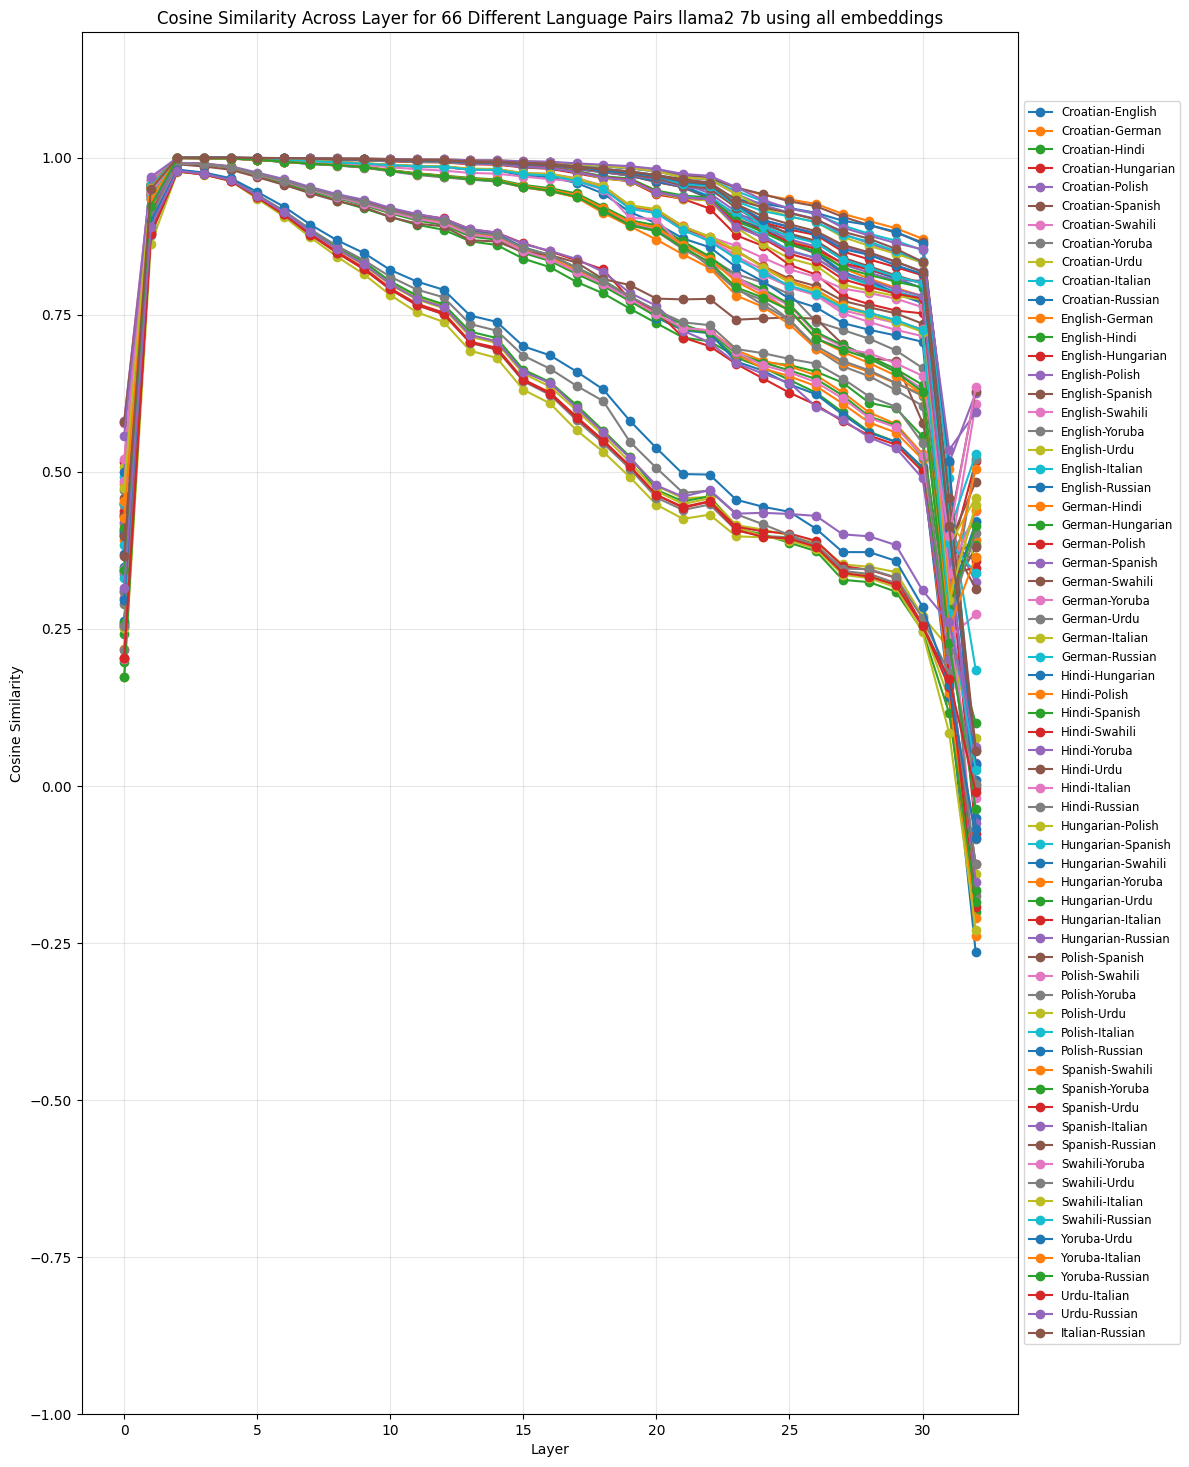 Cosine Similarity Across Layer for 66 Different Language Pairs llama2 7b using all embeddings
Cosine Similarity
1.00
0.75
0.50
0.25
0.00
−0.25
−0.50
−0.75
−1.00
0
5
10
15
20
25
30
Layer
Croatian-English
Croatian-German
Croatian-Hindi
Croatian-Hungarian
Croatian-Polish
Croatian-Spanish
Croatian-Swahili
Croatian-Yoruba
Croatian-Urdu
Croatian-Italian
Croatian-Russian
English-German
English-Hindi
English-Hungarian
English-Polish
English-Spanish
English-Swahili
English-Yoruba
English-Urdu
English-Italian
English-Russian
German-Hindi
German-Hungarian
German-Polish
German-Spanish
German-Swahili
German-Yoruba
German-Urdu
German-Italian
German-Russian
Hindi-Hungarian
Hindi-Polish
Hindi-Spanish
Hindi-Swahili
Hindi-Yoruba
Hindi-Urdu
Hindi-Italian
Hindi-Russian
Hungarian-Polish
Hungarian-Spanish
Hungarian-Swahili
Hungarian-Yoruba
Hungarian-Urdu
Hungarian-Italian
Hungarian-Russian
Polish-Spanish
Polish-Swahili
Polish-Yoruba
Polish-Urdu
Polish-Italian
Polish-Russian
Spanish-Swahili
Spanish-Yoruba
Spanish-Urdu
Spanish-Italian
Spanish-Russian
Swahili-Yoruba
Swahili-Urdu
Swahili-Italian
Swahili-Russian
Yoruba-Urdu
Yoruba-Italian
Yoruba-Russian
Urdu-Italian
Urdu-Russian
Italian-Russian